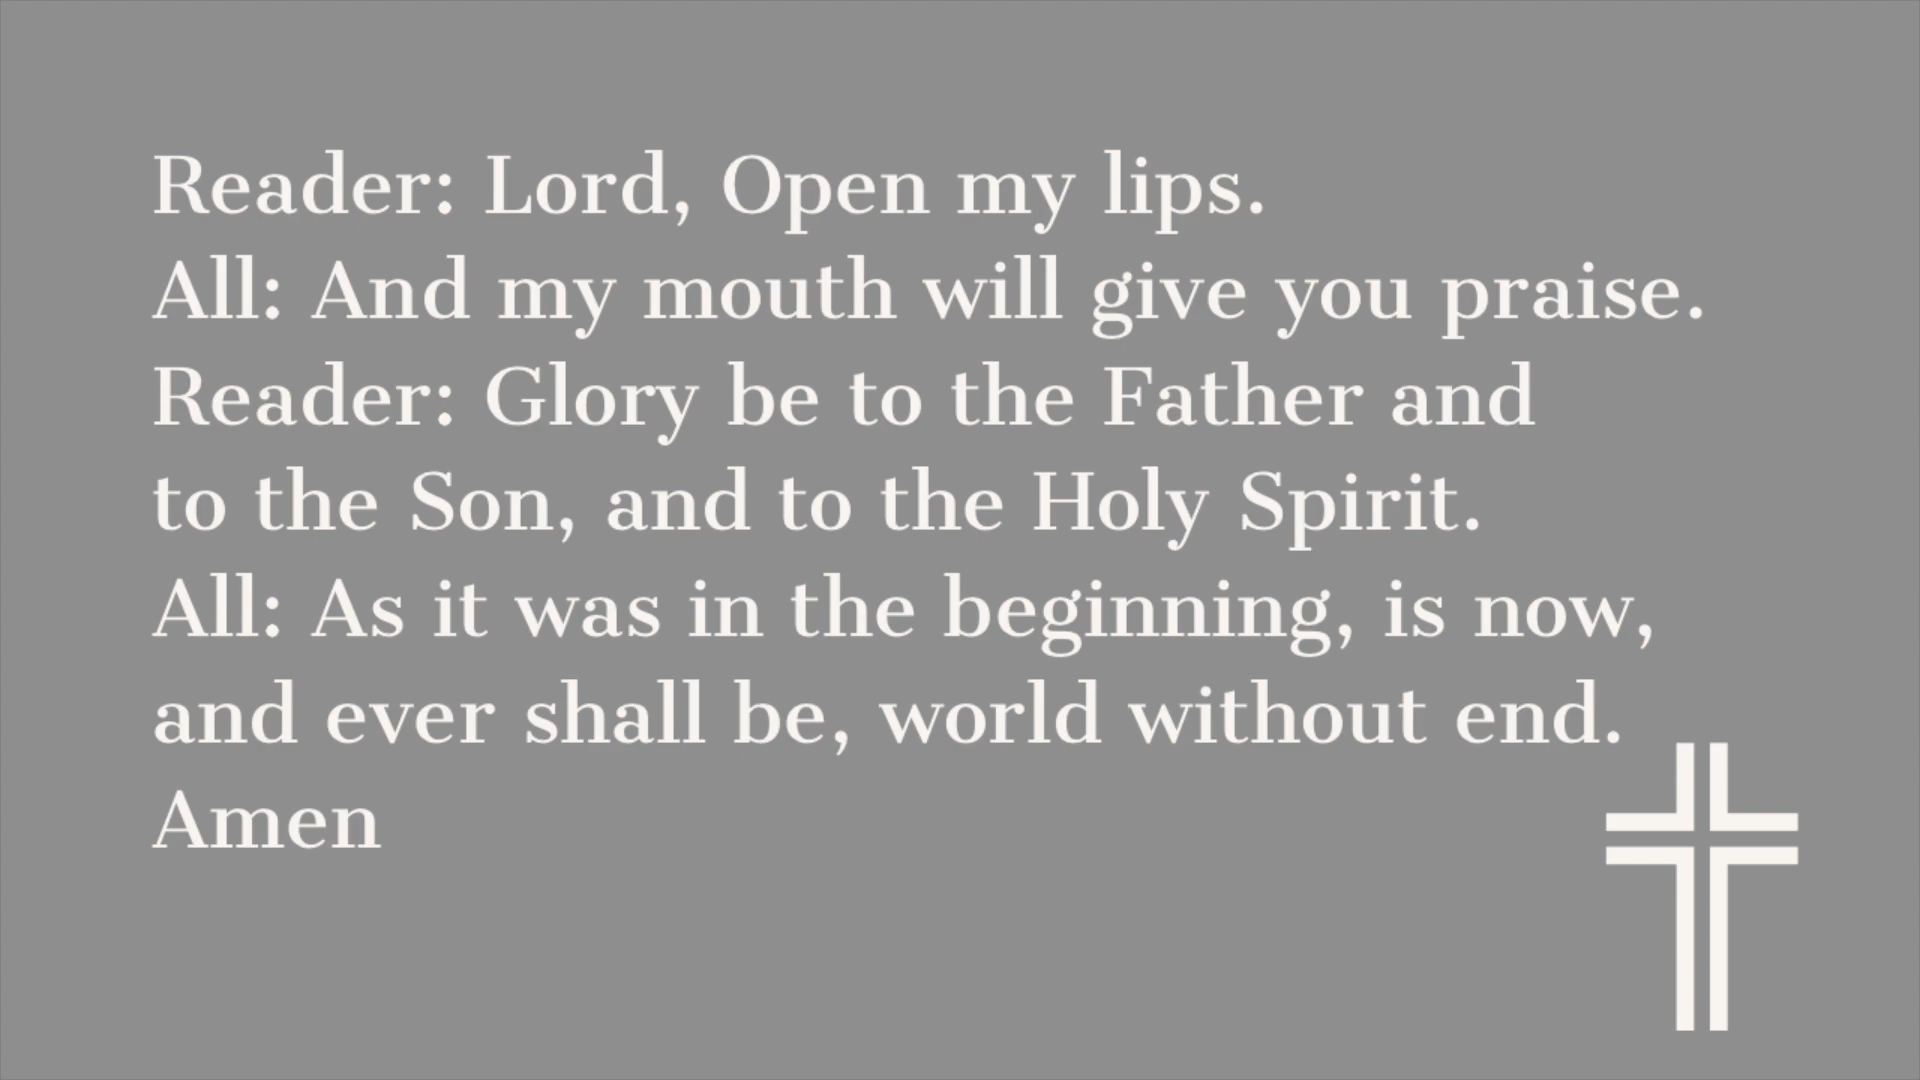 Reader: Lord, Open my lips.
All: And my mouth will give you praise.
Reader: Glory be to the Father and
to the Son, and to the Holy Spirit.
All: As it was in the beginning, is now,
and ever shall be, world without end.
Amen